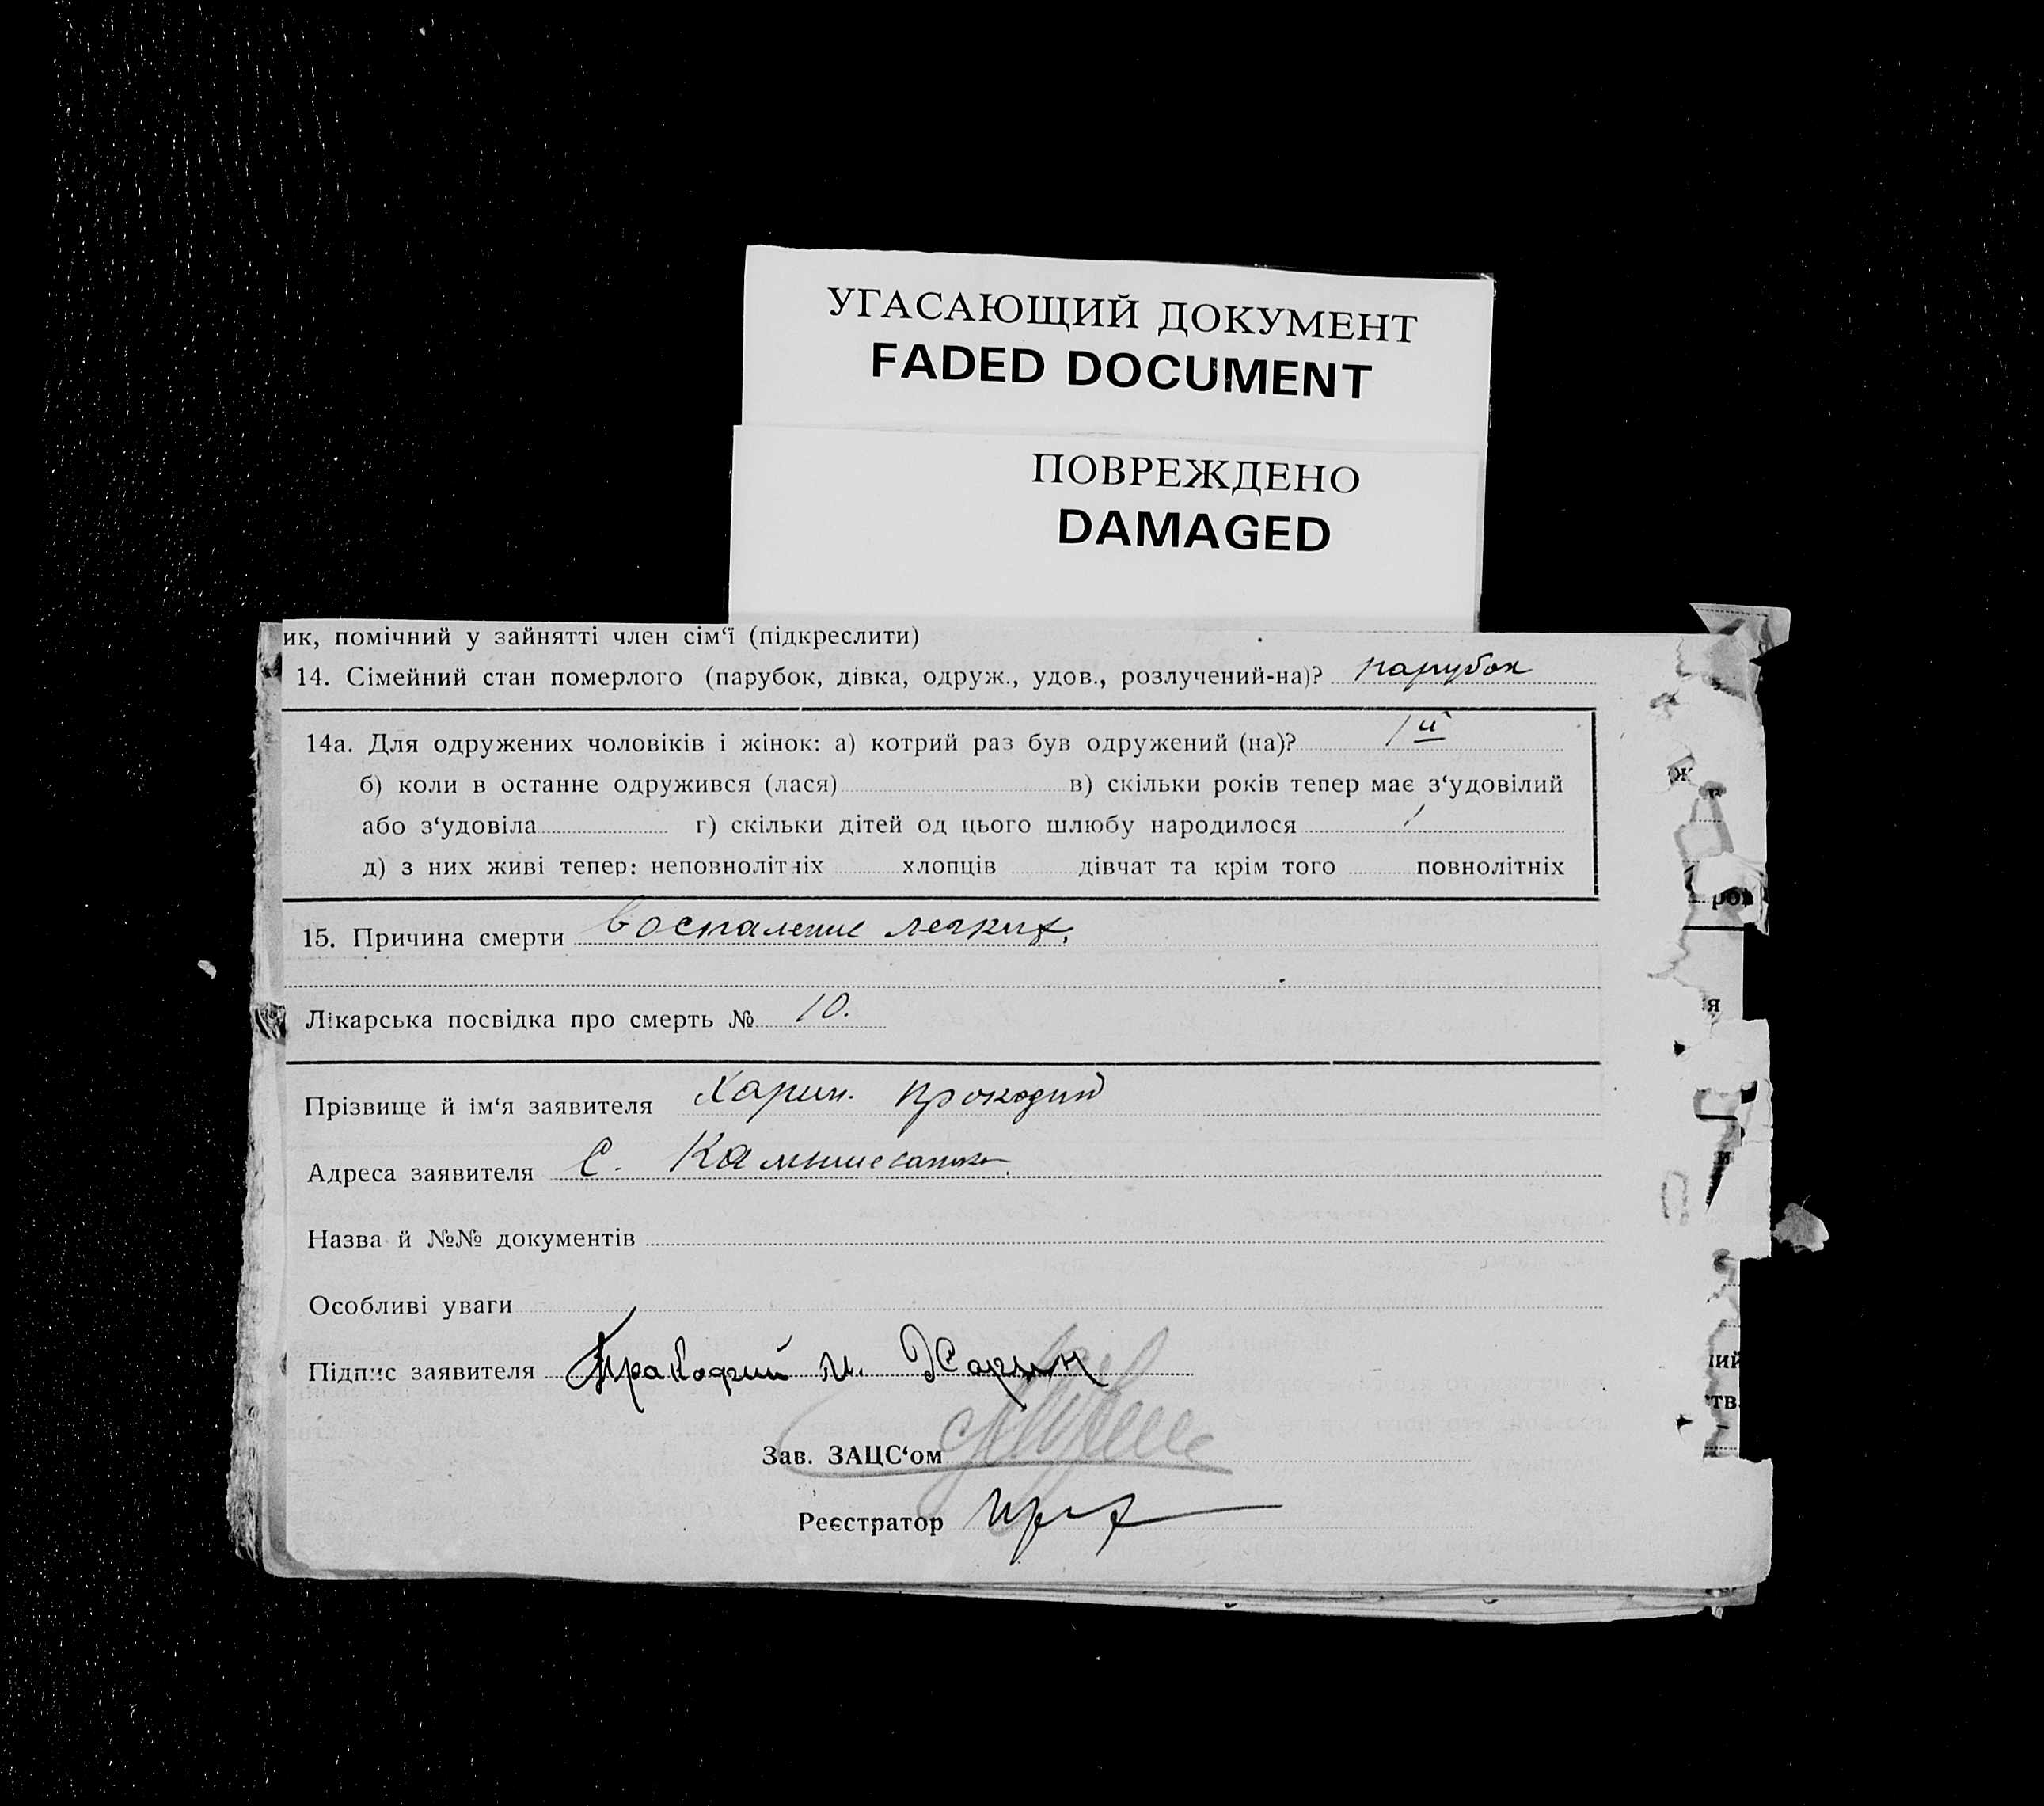 УГАСАЮЩИЙ ДОКУМЕНТ
FADED DOCUMENT
ПОВРЕЖДЕНО
DAMAGED
ик, помічний у зайнятті член сім‘ї (підкреслити)
14. Сімейний стан померлого (парубок, дівка, одруж., удов., розлучений-на)? парубок
14а. Для одружених чоловіків і жінок: а) котрий раз був одружений (на)? 1й
б) коли в останне одружився (лася) в) скільки років тепер має з‘удовілий
або з‘удовіла г) скільки дітей од цього шлюбу народилося 1
д) з них живі тепер: неповнолітніх хлопців дівчат та крім того повнолітніх
15. Причина смерти воспаление легких.
Лікарська посвідка про смерть № 10.
Прізвище й ім‘я заявителя Харин.
Адреса заявителя С.
Назва й №№ документів
Особливі уваги
Підпис заявителя Харин
Зав. ЗАЦС‘ом
Реєстратор